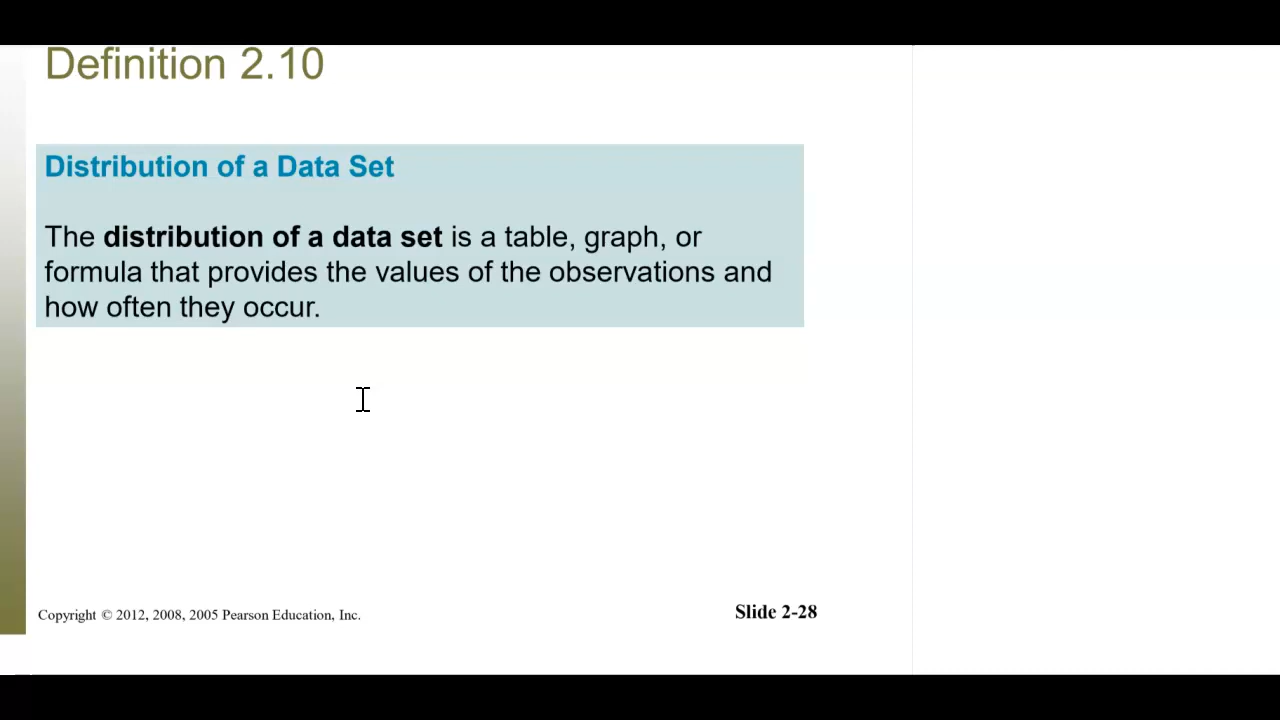 Definition 2.10
Distribution of a Data Set
The distribution of a data set is a table, graph, or
formula that provides the values of the observations and
how often they occur.
Copyright © 2012, 2008, 2005 Pearson Education, Inc.
Slide 2-28